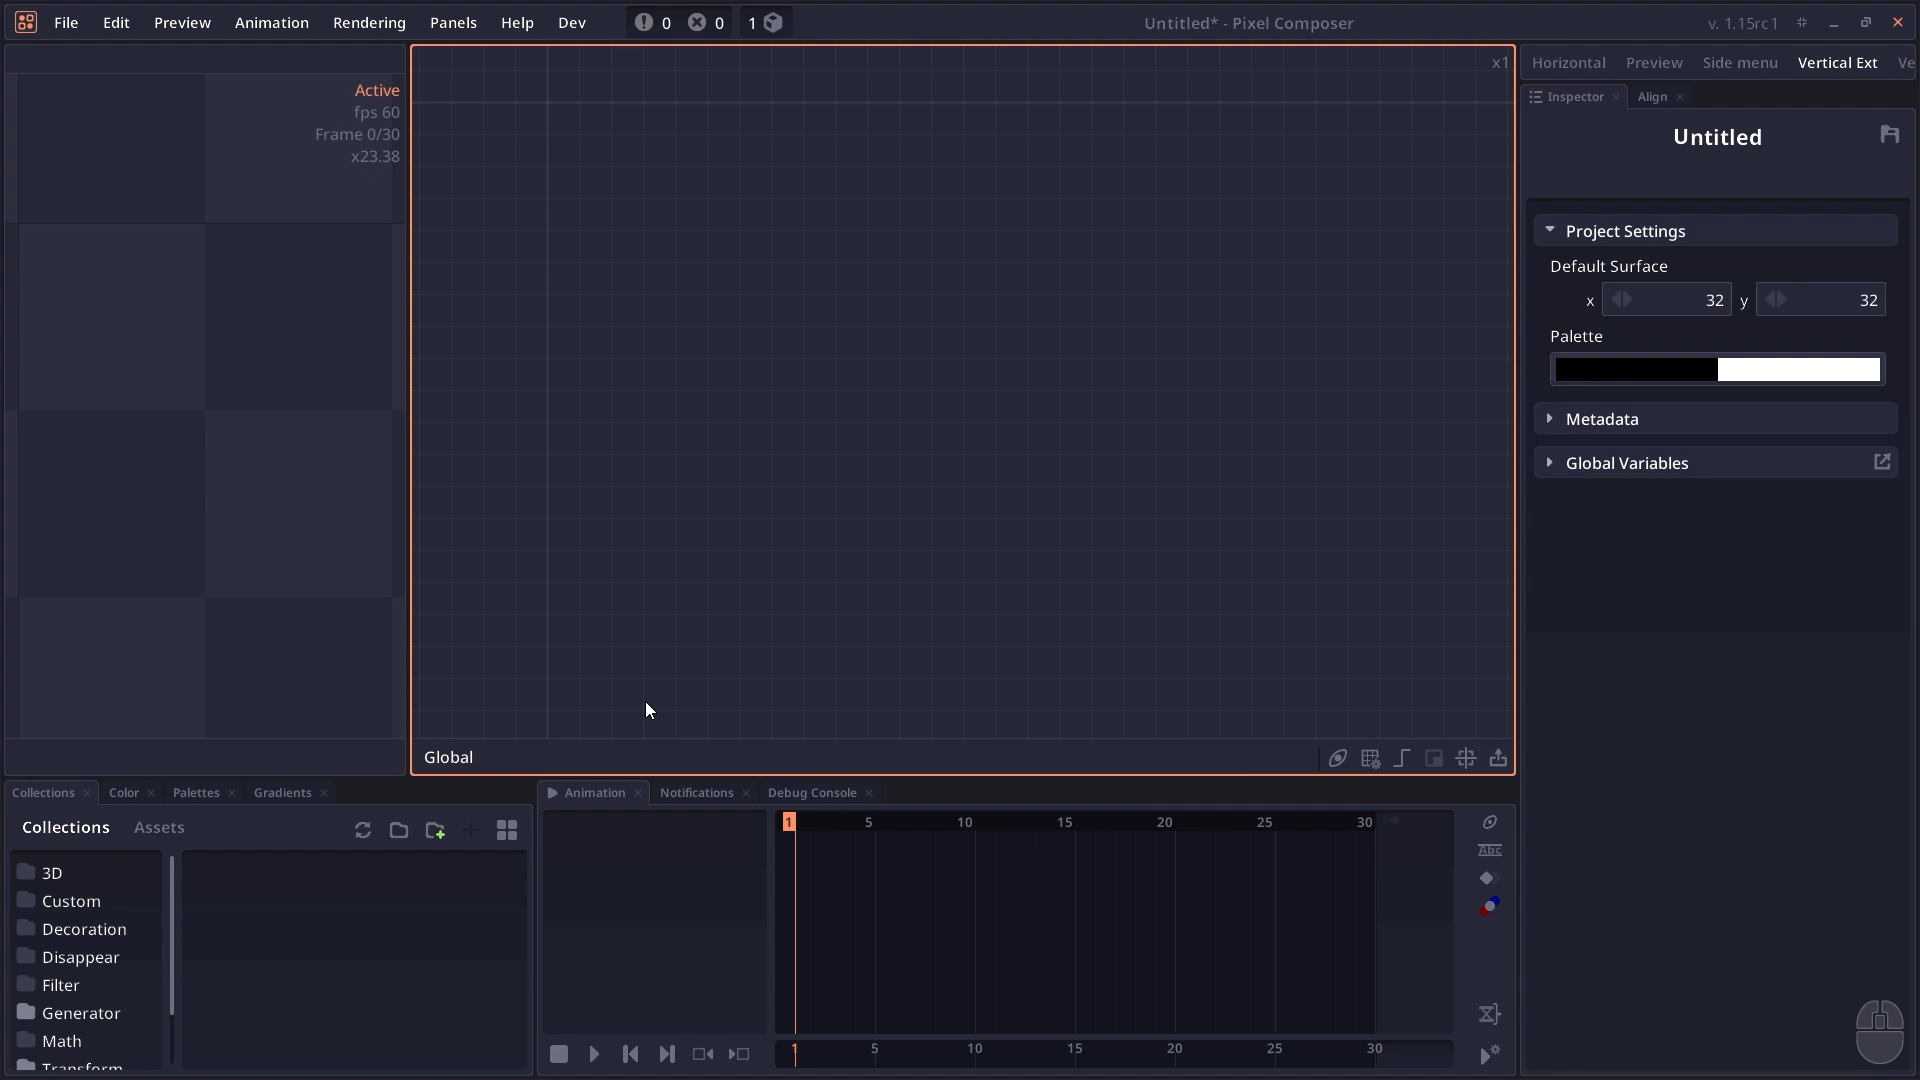 File Edit Preview Animation Rendering Panels Help Dev 0 0 1 Untitled* - Pixel Composer v. 1.15rc1
Active
fps 60
Frame 0/30
x23.38
x1
Global
Horizontal Preview Side menu Vertical Ext Ve
Inspector Align
Untitled
Project Settings
Default Surface
x 32 y 32
Palette
Metadata
Global Variables
Collections Color Palettes Gradients
Collections Assets
3D
Custom
Decoration
Disappear
Filter
Generator
Math
Transform
Animation Notifications Debug Console
1 5 10 15 20 25 30
Abc
1 5 10 15 20 25 30